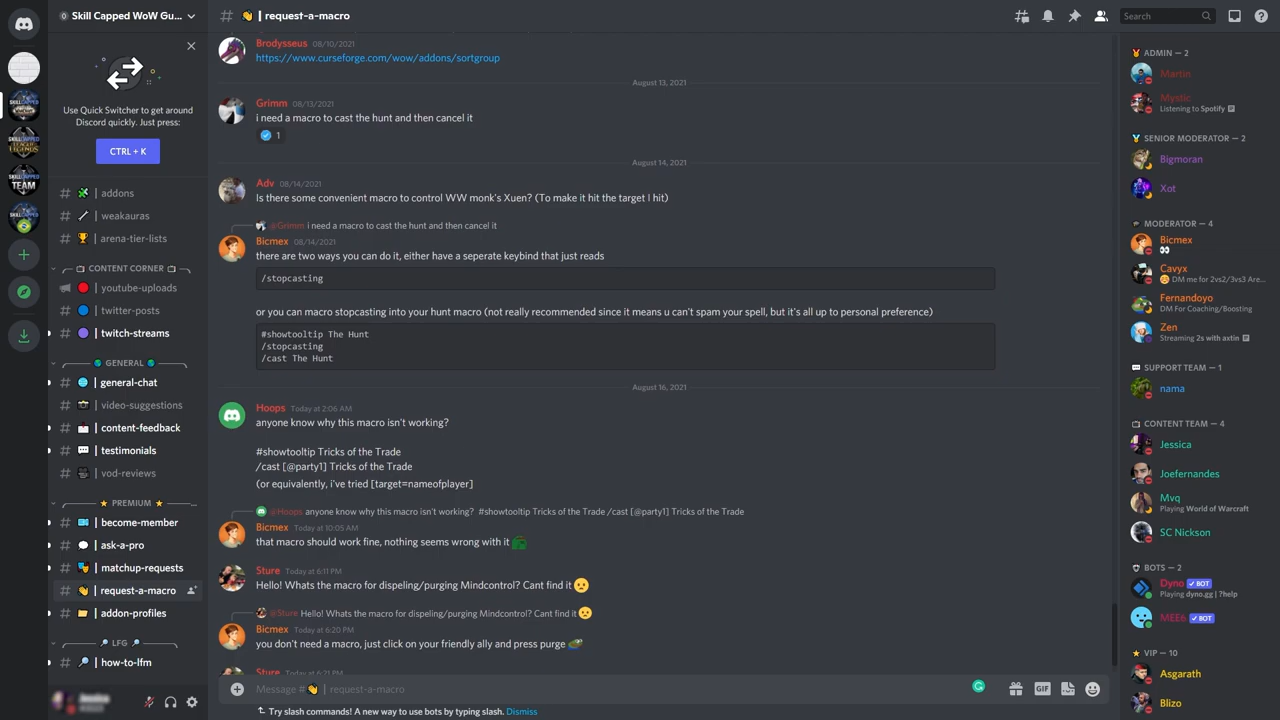 Skill Capped WoW Gu...
Use Quick Switcher to get around
Discord quickly. Just press:
CTRL + K
# | addons
# | weakauras
# | arena-tier-lists
CONTENT CORNER
| youtube-uploads
# | twitter-posts
# | twitch-streams
GENERAL
# | general-chat
# | video-suggestions
# | content-feedback
# | testimonials
# | vod-reviews
PREMIUM
# | become-member
# | ask-a-pro
# | matchup-requests
# | request-a-macro
# | addon-profiles
LFG
# | how-to-lfm
# 👋 | request-a-macro
Search
Brodysseus 08/10/2021
https://www.curseforge.com/wow/addons/sortgroup
August 13, 2021
Grimm 08/13/2021
i need a macro to cast the hunt and then cancel it
1
August 14, 2021
Adv 08/14/2021
Is there some convenient macro to control WW monk's Xuen? (To make it hit the target I hit)
@Grimm i need a macro to cast the hunt and then cancel it
Bicmex 08/14/2021
there are two ways you can do it, either have a seperate keybind that just reads
/stopcasting
or you can macro stopcasting into your hunt macro (not really recommended since it means u can't spam your spell, but it's all up to personal preference)
#showtooltip The Hunt
/stopcasting
/cast The Hunt
August 16, 2021
Hoops Today at 2:06 AM
anyone know why this macro isn't working?
#showtooltip Tricks of the Trade
/cast [@party1] Tricks of the Trade
(or equivalently, i've tried [target=nameofplayer]
@Hoops anyone know why this macro isn't working? #showtooltip Tricks of the Trade /cast [@party1] Tricks of the Trade
Bicmex Today at 10:05 AM
that macro should work fine, nothing seems wrong with it
Sture Today at 6:11 PM
Hello! Whats the macro for dispeling/purging Mindcontrol? Cant find it 😕
@Sture Hello! Whats the macro for dispeling/purging Mindcontrol? Cant find it 😕
Bicmex Today at 6:20 PM
you don't need a macro, just click on your friendly ally and press purge
Sture Today at 6:21 PM
Message #👋 | request-a-macro
GIF
Try slash commands! A new way to use bots by typing slash. Dismiss
ADMIN — 2
Martin
Mystic
Listening to Spotify
SENIOR MODERATOR — 2
Bigmoran
Xot
MODERATOR — 4
Bicmex
👀
Cavyx
DM me for 2vs2/3vs3 Are...
Fernandoyo
DM For Coaching/Boosting
Zen
Streaming 2s with axtin
SUPPORT TEAM — 1
nama
CONTENT TEAM — 4
Jessica
Joefernandes
Mvq
Playing World of Warcraft
SC Nickson
BOTS — 2
Dyno BOT
Playing dyno.gg | ?help
MEE6 BOT
VIP — 10
Asgarath
Blizo